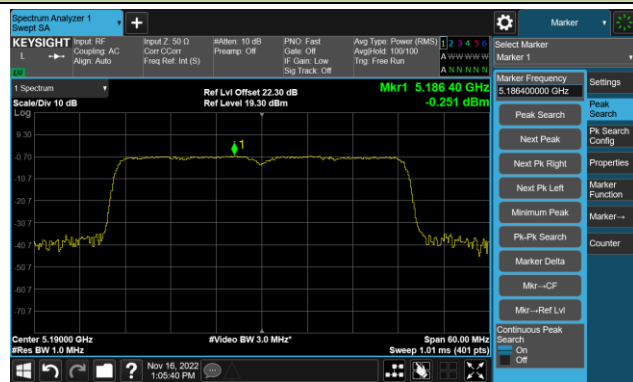 Spectrum Analyzer 1
Swept SA
Marker
KEYSIGHT
L
Input: RF
Coupling: AC
Align: Auto
Input Z: 50 Ω
Corr CCorr
Freq Ref: Int (S)
#Atten: 10 dB
Preamp: Off
PNO: Fast
Gate: Off
IF Gain: Low
Sig Track: Off
Avg Type: Power (RMS)
Avg|Hold: 100/100
Trig: Free Run
1 2 3 4 5 6
A W W W W W
A N N N N N
Select Marker
Marker 1
1 Spectrum
Scale/Div 10 dB
Log
Ref Lvl Offset 22.30 dB
Ref Level 19.30 dBm
Mkr1 5.186 40 GHz
-0.251 dBm
9.30
-0.70
-10.7
-20.7
-30.7
-40.7
-50.7
-60.7
-70.7
1
Center 5.19000 GHz
#Res BW 1.0 MHz
#Video BW 3.0 MHz*
Span 60.00 MHz
Sweep 1.01 ms (401 pts)
Marker Frequency
5.186400000 GHz
Peak Search
Next Peak
Next Pk Right
Next Pk Left
Minimum Peak
Pk-Pk Search
Marker Delta
Mkr→CF
Mkr→Ref Lvl
Continuous Peak
Search
On
Off
Settings
Peak
Search
Pk Search
Config
Properties
Marker
Function
Marker→
Counter
Nov 16, 2022
1:05:40 PM